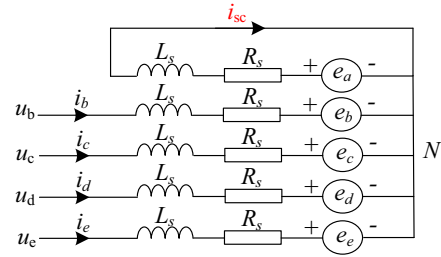 i_sc
L_s R_s + e_a -
u_b i_b L_s R_s + e_b -
u_c i_c L_s R_s + e_c - N
u_d i_d L_s R_s + e_d -
u_e i_e L_s R_s + e_e -